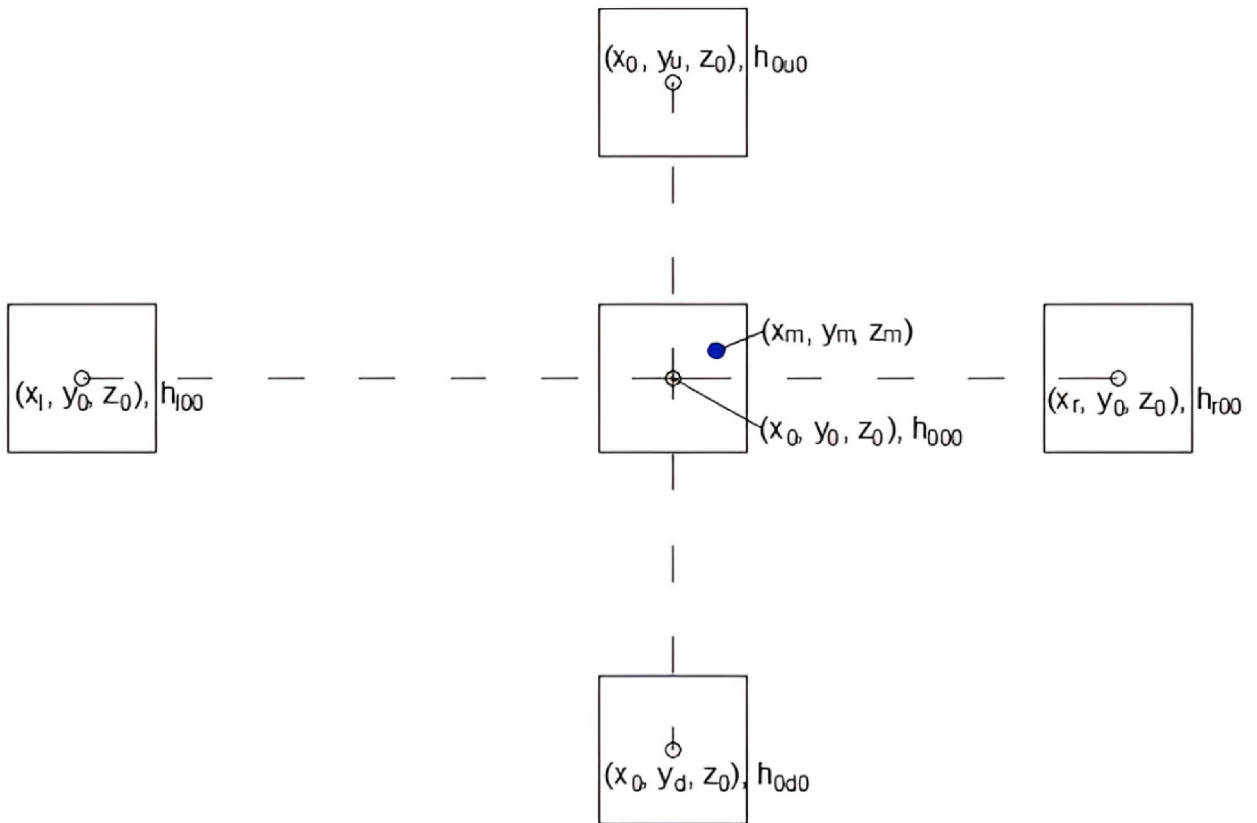 (x₀, yᵤ, z₀), h₀ᵤ₀
(xₘ, yₘ, zₘ)
(xₗ, y₀, z₀), hₗ₀₀
(xᵣ, y₀, z₀), hᵣ₀₀
(x₀, y₀, z₀), h₀₀₀
(x₀, y_d, z₀), h₀d₀